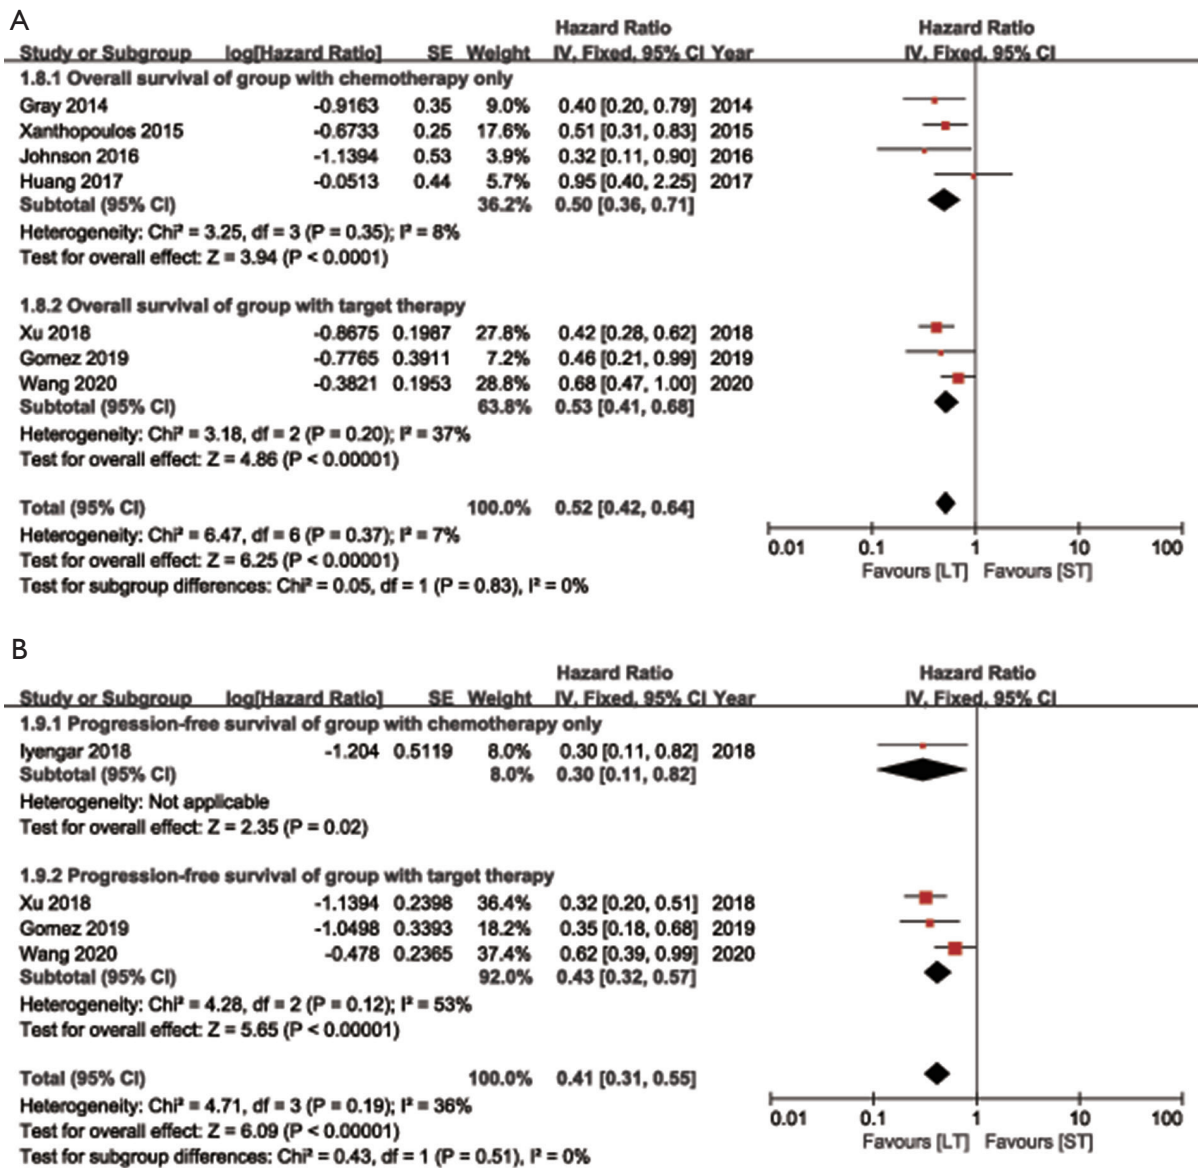 A
Hazard Ratio Hazard Ratio
Study or Subgroup log[Hazard Ratio] SE Weight IV, Fixed, 95% CI Year IV, Fixed, 95% CI
1.8.1 Overall survival of group with chemotherapy only
Gray 2014 -0.9163 0.35 9.0% 0.40 [0.20, 0.79] 2014
Xanthopoulos 2015 -0.6733 0.25 17.6% 0.51 [0.31, 0.83] 2015
Johnson 2016 -1.1394 0.53 3.9% 0.32 [0.11, 0.90] 2016
Huang 2017 -0.0513 0.44 5.7% 0.95 [0.40, 2.25] 2017
Subtotal (95% CI) 36.2% 0.50 [0.36, 0.71]
Heterogeneity: Chi² = 3.25, df = 3 (P = 0.35); I² = 8%
Test for overall effect: Z = 3.94 (P < 0.0001)
1.8.2 Overall survival of group with target therapy
Xu 2018 -0.8675 0.1987 27.8% 0.42 [0.28, 0.62] 2018
Gomez 2019 -0.7765 0.3911 7.2% 0.46 [0.21, 0.99] 2019
Wang 2020 -0.3821 0.1953 28.8% 0.68 [0.47, 1.00] 2020
Subtotal (95% CI) 63.8% 0.53 [0.41, 0.68]
Heterogeneity: Chi² = 3.18, df = 2 (P = 0.20); I² = 37%
Test for overall effect: Z = 4.86 (P < 0.00001)
Total (95% CI) 100.0% 0.52 [0.42, 0.64]
Heterogeneity: Chi² = 6.47, df = 6 (P = 0.37); I² = 7%
Test for overall effect: Z = 6.25 (P < 0.00001)
Test for subgroup differences: Chi² = 0.05, df = 1 (P = 0.83), I² = 0%
0.01 0.1 1 10 100
Favours [LT] Favours [ST]
B
Hazard Ratio Hazard Ratio
Study or Subgroup log[Hazard Ratio] SE Weight IV, Fixed, 95% CI Year IV, Fixed, 95% CI
1.9.1 Progression-free survival of group with chemotherapy only
Iyengar 2018 -1.204 0.5119 8.0% 0.30 [0.11, 0.82] 2018
Subtotal (95% CI) 8.0% 0.30 [0.11, 0.82]
Heterogeneity: Not applicable
Test for overall effect: Z = 2.35 (P = 0.02)
1.9.2 Progression-free survival of group with target therapy
Xu 2018 -1.1394 0.2398 36.4% 0.32 [0.20, 0.51] 2018
Gomez 2019 -1.0498 0.3393 18.2% 0.35 [0.18, 0.68] 2019
Wang 2020 -0.478 0.2365 37.4% 0.62 [0.39, 0.99] 2020
Subtotal (95% CI) 92.0% 0.43 [0.32, 0.57]
Heterogeneity: Chi² = 4.28, df = 2 (P = 0.12); I² = 53%
Test for overall effect: Z = 5.65 (P < 0.00001)
Total (95% CI) 100.0% 0.41 [0.31, 0.55]
Heterogeneity: Chi² = 4.71, df = 3 (P = 0.19); I² = 36%
Test for overall effect: Z = 6.09 (P < 0.00001)
Test for subgroup differences: Chi² = 0.43, df = 1 (P = 0.51), I² = 0%
0.01 0.1 1 10 100
Favours [LT] Favours [ST]